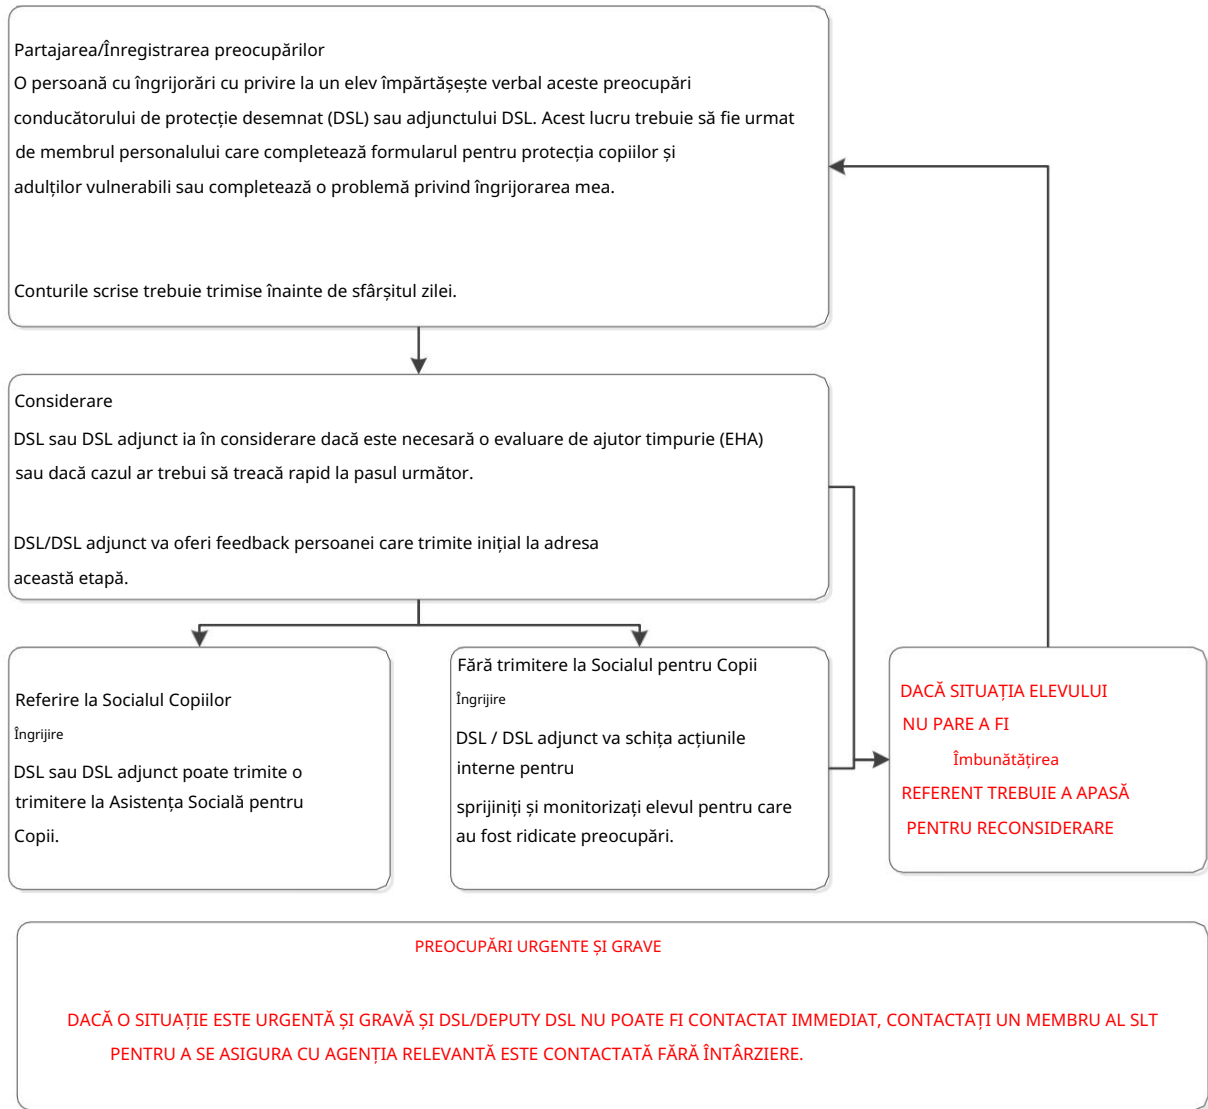 Partajarea/Înregistrarea preocupărilor
O persoană cu îngrijorări cu privire la un elev împărtășește verbal aceste preocupări
conducătorului de protecție desemnat (DSL) sau adjunctului DSL. Acest lucru trebuie să fie urmat
de membrul personalului care completează formularul pentru protecția copiilor și
adulților vulnerabili sau completează o problemă privind îngrijorarea mea.
Conturile scrise trebuie trimise înainte de sfârșitul zilei.
Considerare
DSL sau DSL adjunct ia în considerare dacă este necesară o evaluare de ajutor timpurie (EHA)
sau dacă cazul ar trebui să treacă rapid la pasul următor.
DSL/DSL adjunct va oferi feedback persoanei care trimite inițial la adresa
această etapă.
Referire la Socialul Copiilor
Îngrijire
DSL sau DSL adjunct poate trimite o
trimitere la Asistența Socială pentru
Copii.
Fără trimitere la Socialul pentru Copii
Îngrijire
DSL / DSL adjunct va schița acțiunile
interne pentru
sprijiniți și monitorizați elevul pentru care
au fost ridicate preocupări.
DACĂ SITUAȚIA ELEVULUI
NU PARE A FI
Îmbunătățirea
REFERENT TREBUIE A APASĂ
PENTRU RECONSIDERARE
PREOCUPĂRI URGENTE ȘI GRAVE
DACĂ O SITUAȚIE ESTE URGENTĂ ȘI GRAVĂ ȘI DSL/DEPUTY DSL NU POATE FI CONTACTAT IMMEDIAT, CONTACTAȚI UN MEMBRU AL SLT
PENTRU A SE ASIGURA CU AGENȚIA RELEVANTĂ ESTE CONTACTATĂ FĂRĂ ÎNTÂRZIERE.